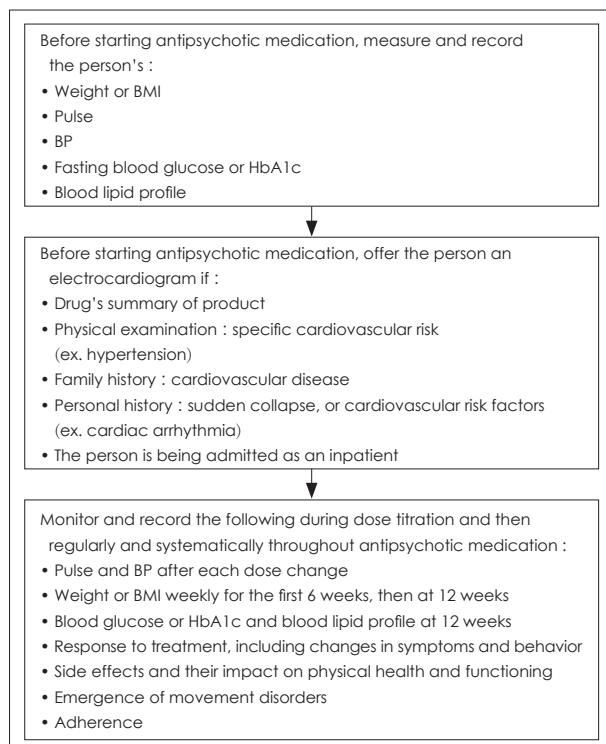 Before starting antipsychotic medication, measure and record
the person's :
• Weight or BMI
• Pulse
• BP
• Fasting blood glucose or HbA1c
• Blood lipid profile
Before starting antipsychotic medication, offer the person an
electrocardiogram if :
• Drug's summary of product
• Physical examination : specific cardiovascular risk
(ex. hypertension)
• Family history : cardiovascular disease
• Personal history : sudden collapse, or cardiovascular risk factors
(ex. cardiac arrhythmia)
• The person is being admitted as an inpatient
Monitor and record the following during dose titration and then
regularly and systematically throughout antipsychotic medication :
• Pulse and BP after each dose change
• Weight or BMI weekly for the first 6 weeks, then at 12 weeks
• Blood glucose or HbA1c and blood lipid profile at 12 weeks
• Response to treatment, including changes in symptoms and behavior
• Side effects and their impact on physical health and functioning
• Emergence of movement disorders
• Adherence